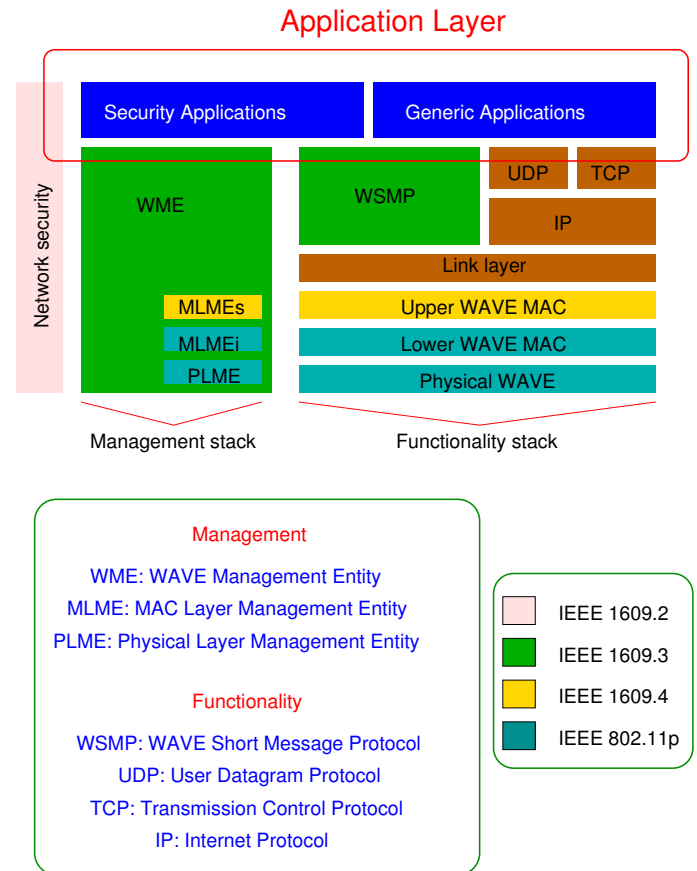 Application Layer
Security Applications
Generic Applications
Network security
WME
WSMP
UDP
TCP
IP
Link layer
MLMEs
Upper WAVE MAC
MLMEi
Lower WAVE MAC
PLME
Physical WAVE
Management stack
Functionality stack
Management
WME: WAVE Management Entity
MLME: MAC Layer Management Entity
PLME: Physical Layer Management Entity
Functionality
WSMP: WAVE Short Message Protocol
UDP: User Datagram Protocol
TCP: Transmission Control Protocol
IP: Internet Protocol
IEEE 1609.2
IEEE 1609.3
IEEE 1609.4
IEEE 802.11p